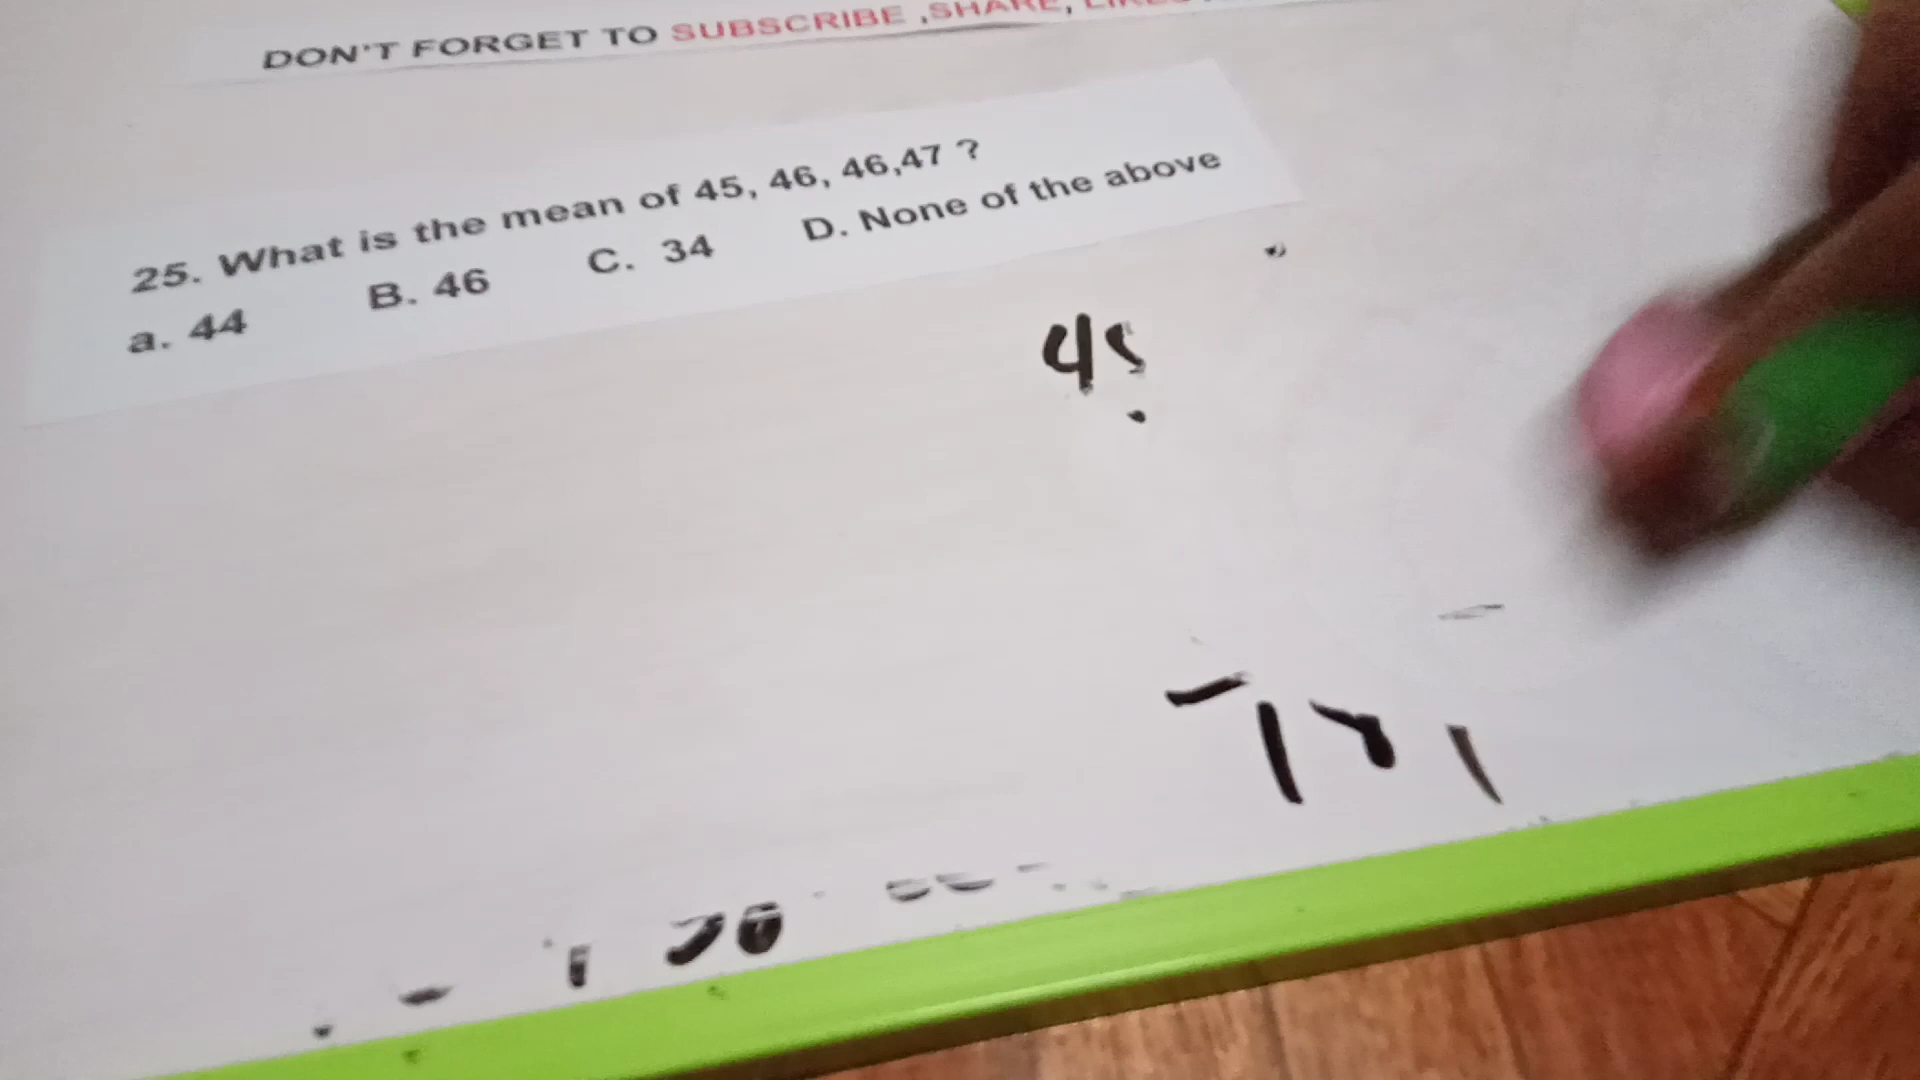 DON'T FORGET TO SUBSCRIBE ,SHARE,
25. What is the mean of 45, 46, 46,47 ?
a. 44 B. 46 C. 34 D. None of the above